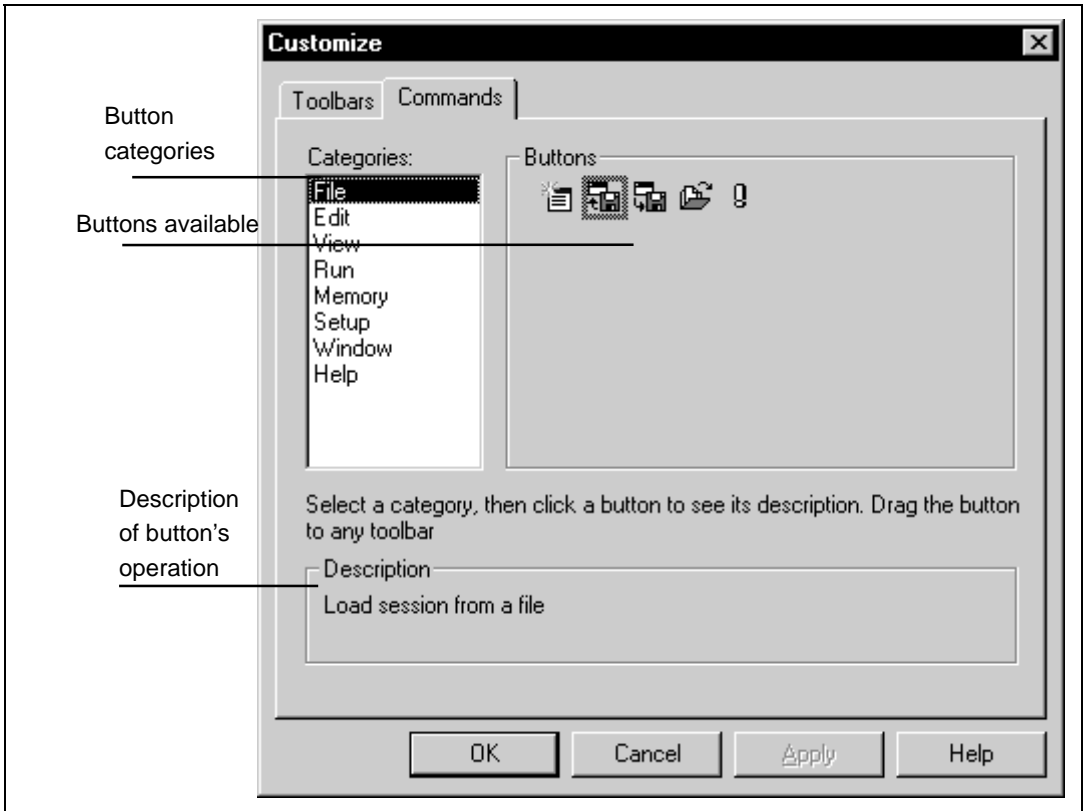 Customize
Toolbars Commands
Button
categories
Categories:
Buttons
File
Edit
View
Run
Memory
Setup
Window
Help
Buttons available
Select a category, then click a button to see its description. Drag the button
to any toolbar
Description
of button’s
operation
Description
Load session from a file
OK Cancel Apply Help